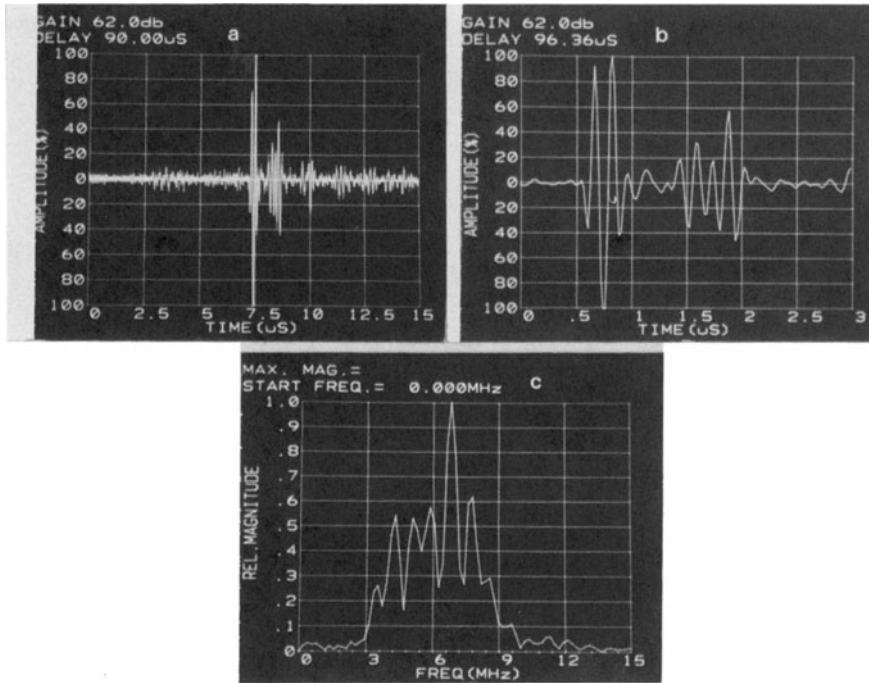 GAIN 62.0db
DELAY 90.00uS
a
100
80
60
40
20
0
20
40
60
80
100
AMPLITUDE(%)
0 2.5 5 7.5 10 12.5 15
TIME(uS)
GAIN 62.0db
DELAY 96.36uS
b
100
80
60
40
20
0
20
40
60
80
100
AMPLITUDE(%)
0 .5 1 1.5 2 2.5 3
TIME(uS)
MAX. MAG.=
START FREQ.= 0.000MHz
c
1.0
.9
.8
.7
.6
.5
.4
.3
.2
.1
0
REL.MAGNITUDE
0 3 6 9 12 15
FREQ(MHz)